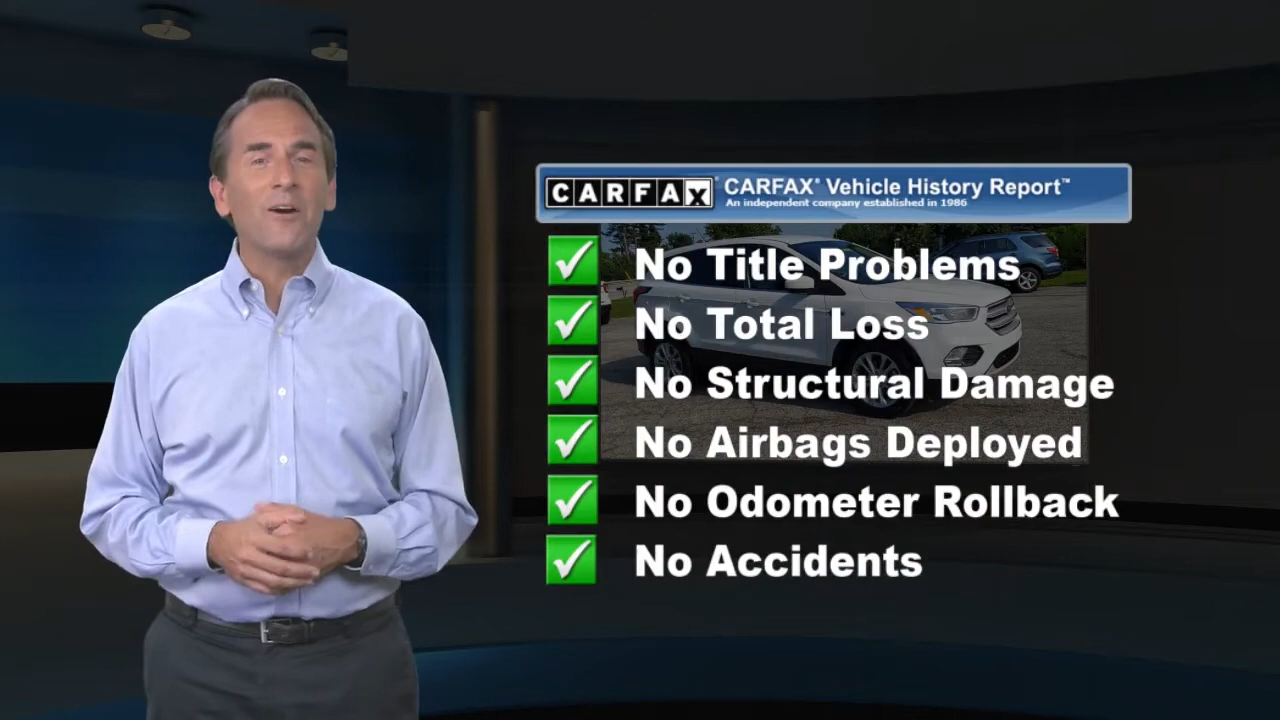 CARFAX® CARFAX® Vehicle History Report™
An independent company established in 1986
No Title Problems
No Total Loss
No Structural Damage
No Airbags Deployed
No Odometer Rollback
No Accidents